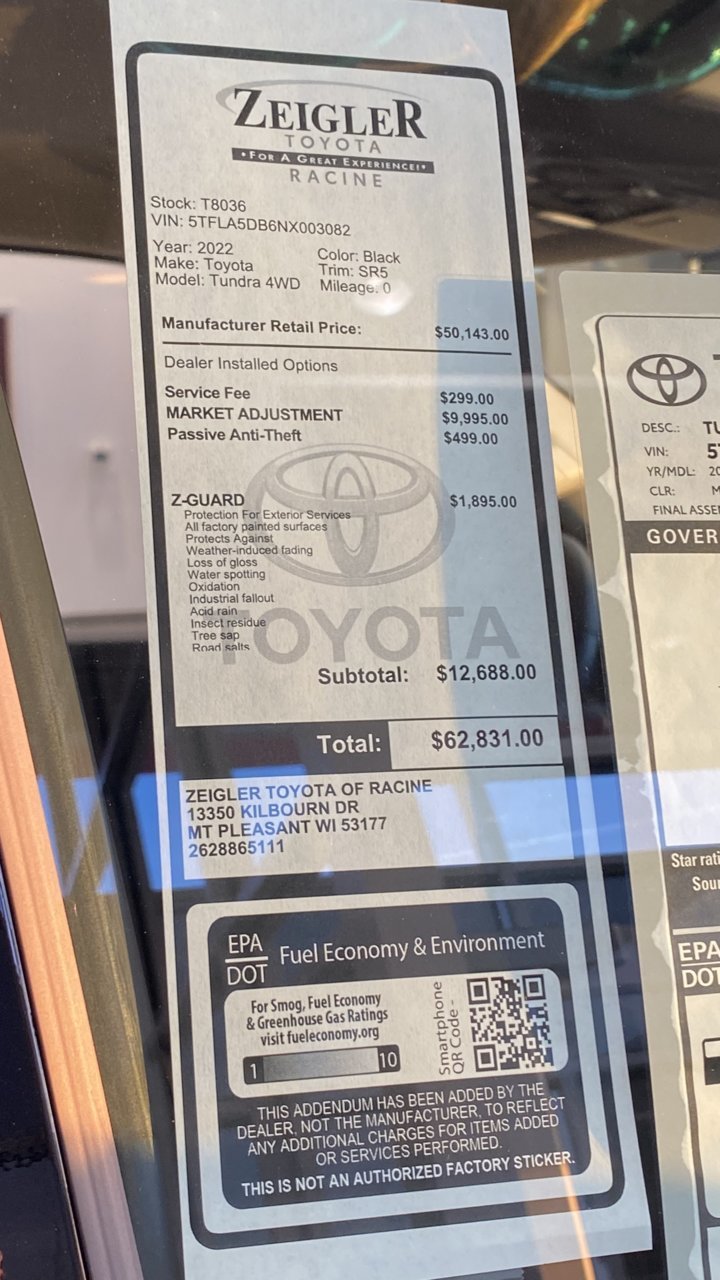 ZEIGLER
TOYOTA
•FOR A GREAT EXPERIENCE!•
RACINE
Stock: T8036
VIN: 5TFLA5DB6NX003082
Year: 2022
Make: Toyota
Model: Tundra 4WD
Color: Black
Trim: SR5
Mileage: 0
Manufacturer Retail Price: $50,143.00
Dealer Installed Options
Service Fee $299.00
MARKET ADJUSTMENT $9,995.00
Passive Anti-Theft $499.00
Z-GUARD $1,895.00
Protection For Exterior Services
All factory painted surfaces
Protects Against
Weather-induced fading
Loss of gloss
Water spotting
Oxidation
Industrial fallout
Acid rain
Insect residue
Tree sap
Road salts
TOYOTA
Subtotal: $12,688.00
Total: $62,831.00
ZEIGLER TOYOTA OF RACINE
13350 KILBOURN DR
MT PLEASANT WI 53177
2628865111
EPA
DOT
Fuel Economy & Environment
For Smog, Fuel Economy
& Greenhouse Gas Ratings
visit fueleconomy.org
1 10
Smartphone
QR Code -
THIS ADDENDUM HAS BEEN ADDED BY THE
DEALER, NOT THE MANUFACTURER, TO REFLECT
ANY ADDITIONAL CHARGES FOR ITEMS ADDED
OR SERVICES PERFORMED.
THIS IS NOT AN AUTHORIZED FACTORY STICKER.
DESC.: TU
VIN: 5
YR/MDL: 20
CLR: M
FINAL ASSE
GOVER
Star rati
Sour
EPA
DOT